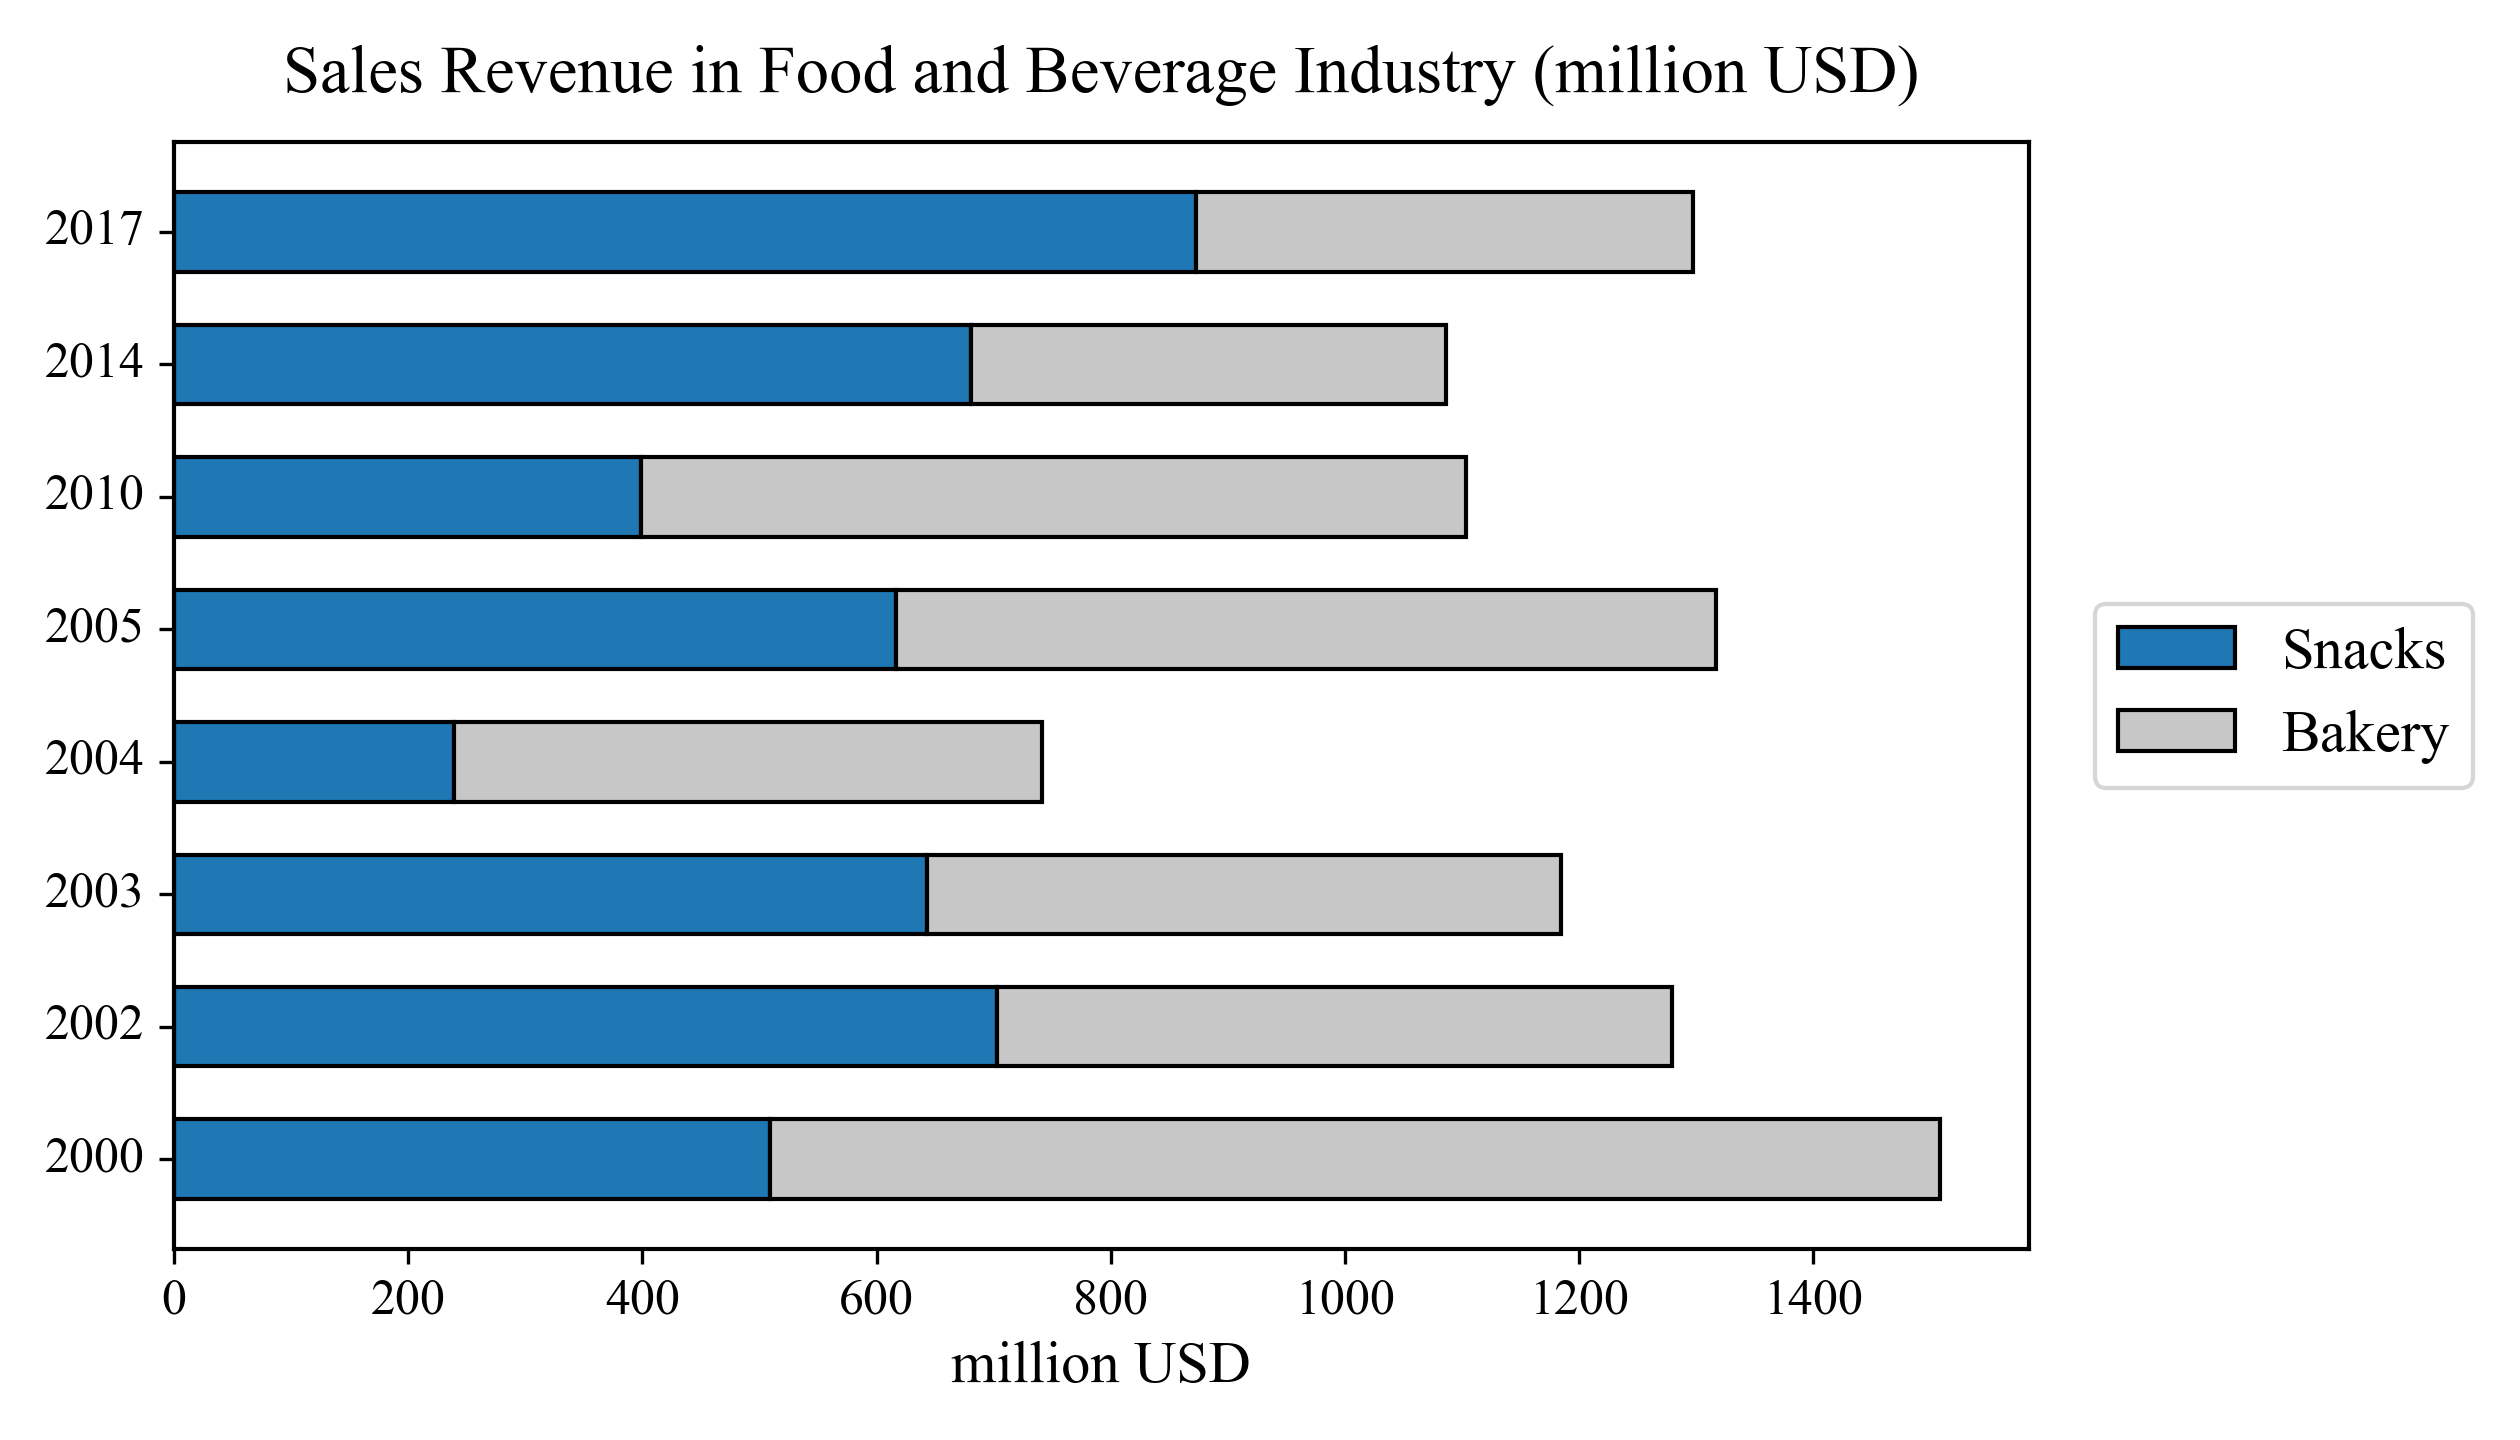 Sales Revenue in Food and Beverage Industry (million USD)
2017
2014
2010
2005
2004
2003
2002
2000
0 200 400 600 800 1000 1200 1400
million USD
Snacks
Bakery